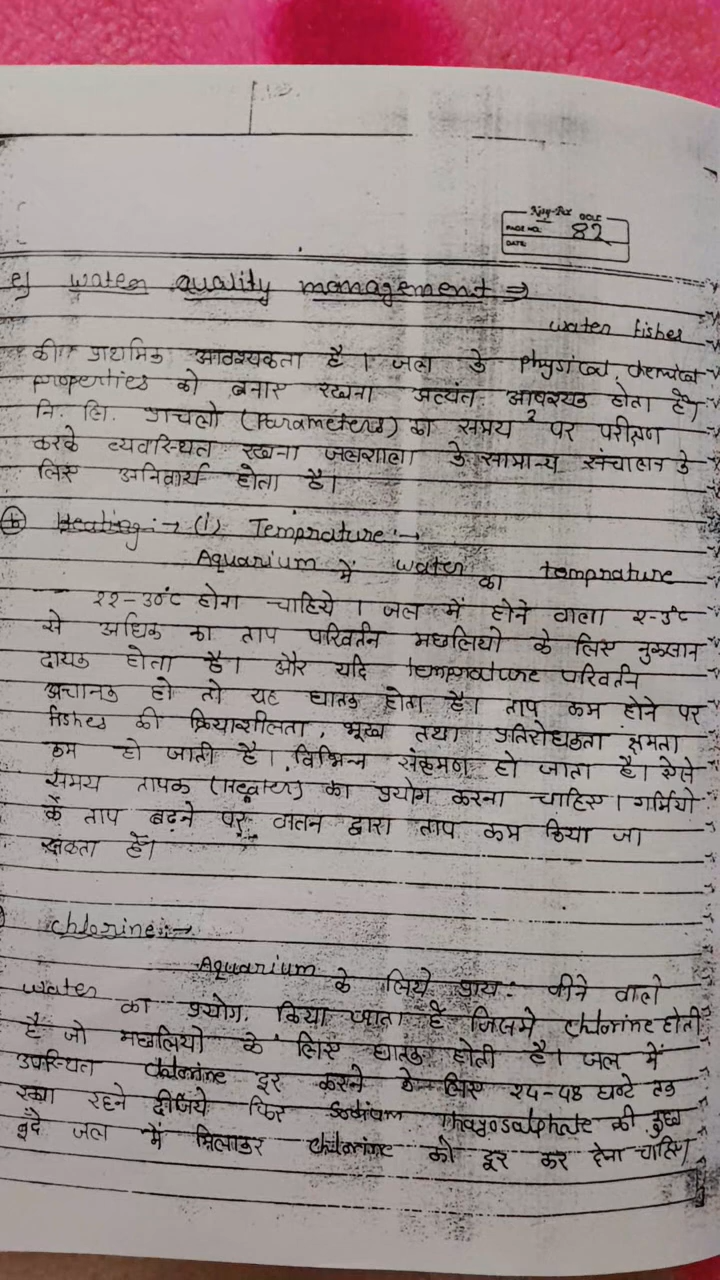 PAGE NO. 82
DATE:
e) water quality management ⇒
water fishes
की प्राथमिक आवश्यकता है। जल के physical, chemical
properties को बनाए रखना अत्यंत आवश्यक होता है।
नि. लि. प्राचलो (Parameters) का समय² पर परीक्षण
करके व्यवस्थित रखना जलशाला के सामान्य संचालन के
लिए अनिवार्य होता है।
Heating :→ (i) Temprature :→
Aquarium में water का temprature
22-30°C होना चाहिये। जल में होने वाला 2-3°C
से अधिक का ताप परिवर्तन मछलियो के लिए नुकसान
दायक होता है। और यदि temprature परिवर्तन
अचानक हो तो यह घातक होता है। ताप कम होने पर
fishes की क्रियाशीलता, भूख तथा प्रतिरोधकता क्षमता
कम हो जाती है। विभिन्न संक्रमण हो जाता है। ऐसे
समय तापक (Heater) का प्रयोग करना चाहिए। गर्मियो
के ताप बढ़ने पर वातन द्वारा ताप कम किया जा
सकता है।
chlorine :→
Aquarium के लिये प्राय: पीने वाले
water का प्रयोग किया जाता है जिसमे chlorine होती
है जो मछलियो के लिए घातक होती है। जल में
उपस्थित chlorine दूर करने के लिए 24-48 घण्टे तक
रखा रहने दीजिये फिर Sodium Thayosalphate की कुछ
बूंदे जल में मिलाकर chlorine को दूर कर देना चाहिए